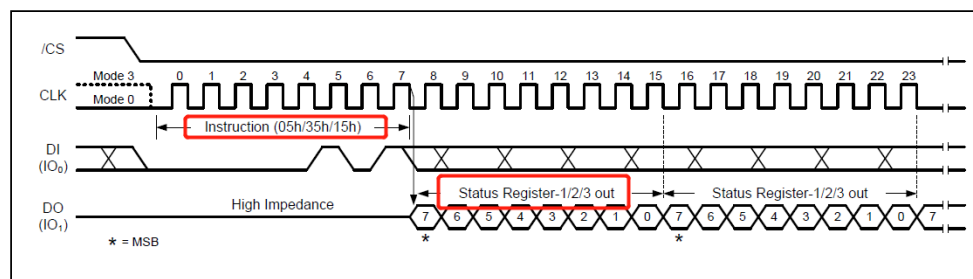 /CS
Mode 3 0 1 2 3 4 5 6 7 8 9 10 11 12 13 14 15 16 17 18 19 20 21 22 23
CLK
Mode 0
Instruction (05h/35h/15h)
DI
(IO₀)
Status Register-1/2/3 out Status Register-1/2/3 out
High Impedance
DO
(IO₁)
7 6 5 4 3 2 1 0 7 6 5 4 3 2 1 0 7
* *
* = MSB